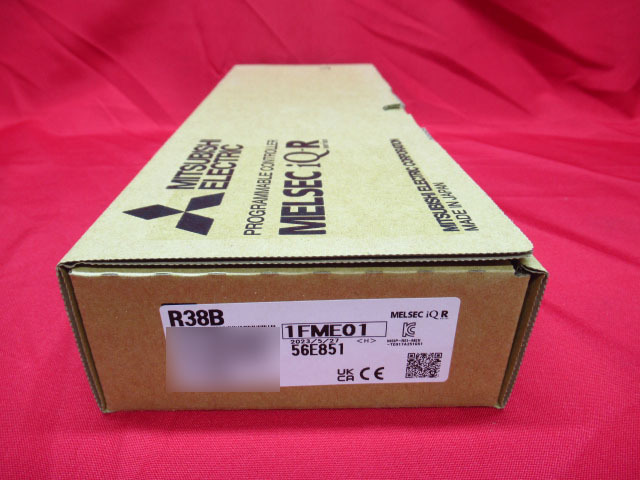 MITSUBISHI
ELECTRIC
PROGRAMMABLE CONTROLLER
MELSEC iQ-R
series
MITSUBISHI ELECTRIC CORPORATION
MADE IN JAPAN
R38B
1FME01
2023/5/27 <H>
56E851
MELSEC iQ R
UK
CA CE